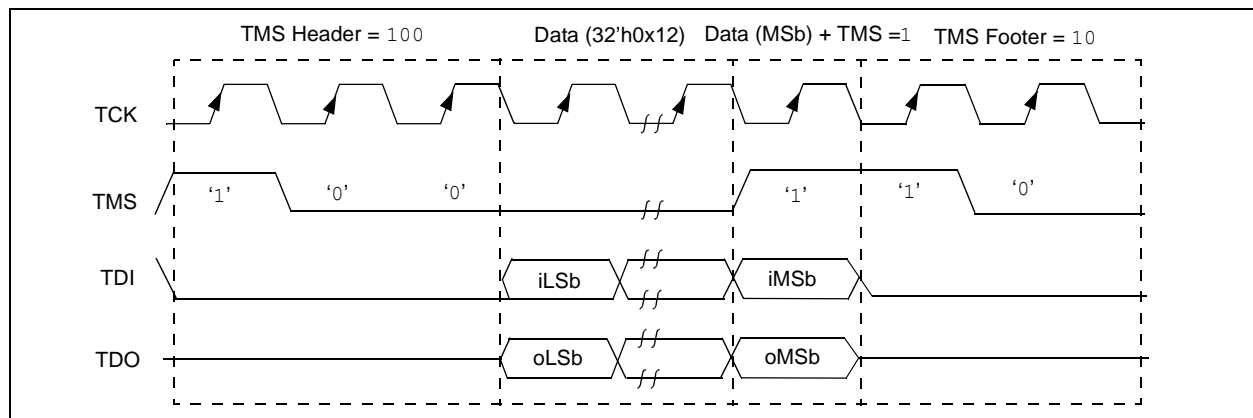 TMS Header = 100 Data (32'h0x12) Data (MSb) + TMS =1 TMS Footer = 10
TCK
TMS ‘1’ ‘0’ ‘0’ ‘1’ ‘1’ ‘0’
TDI iLSb iMSb
TDO oLSb oMSb